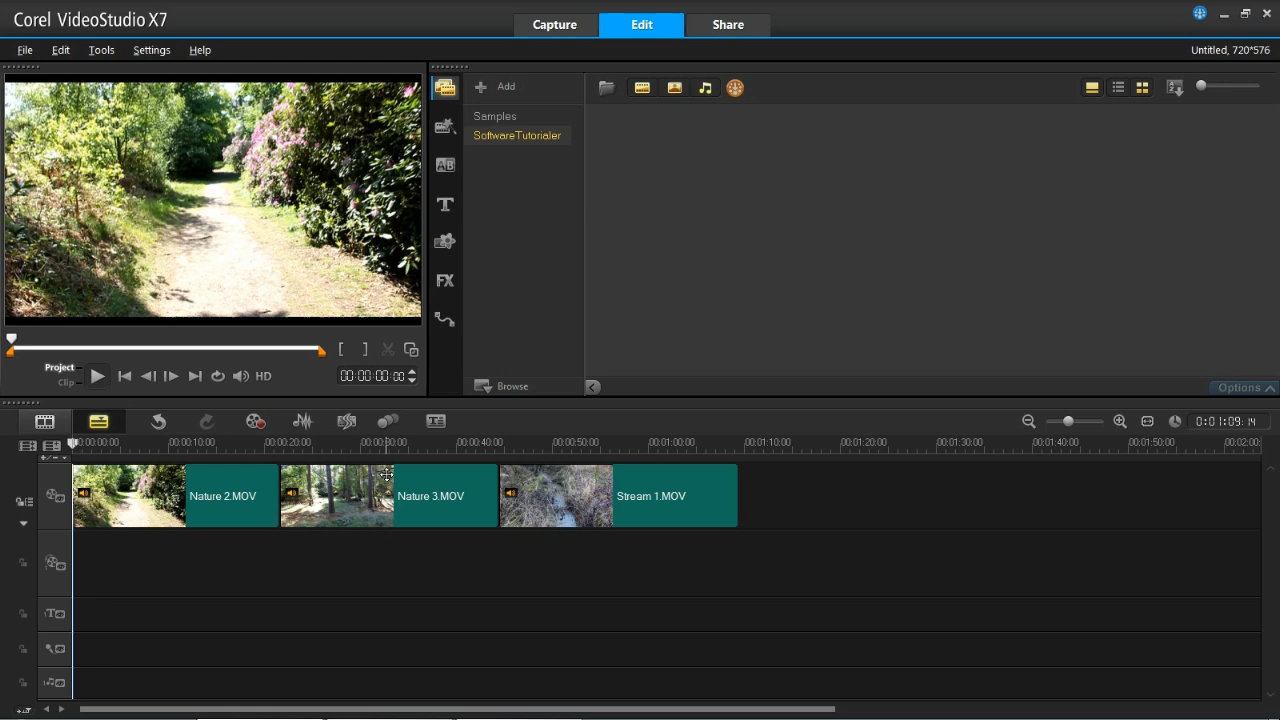 Corel VideoStudio X7
Capture
Edit
Share
File
Edit
Tools
Settings
Help
Untitled, 720*576
Add
Samples
SoftwareTutorialer
Browse
Options
Project
Clip
HD
00:00:00:00
AB
T
FX
0:01:09:14
00:00:00:00
00:00:10:00
00:00:20:00
00:00:30:00
00:00:40:00
00:00:50:00
00:01:00:00
00:01:10:00
00:01:20:00
00:01:30:00
00:01:40:00
00:01:50:00
00:02:00:
Nature 2.MOV
Nature 3.MOV
Stream 1.MOV